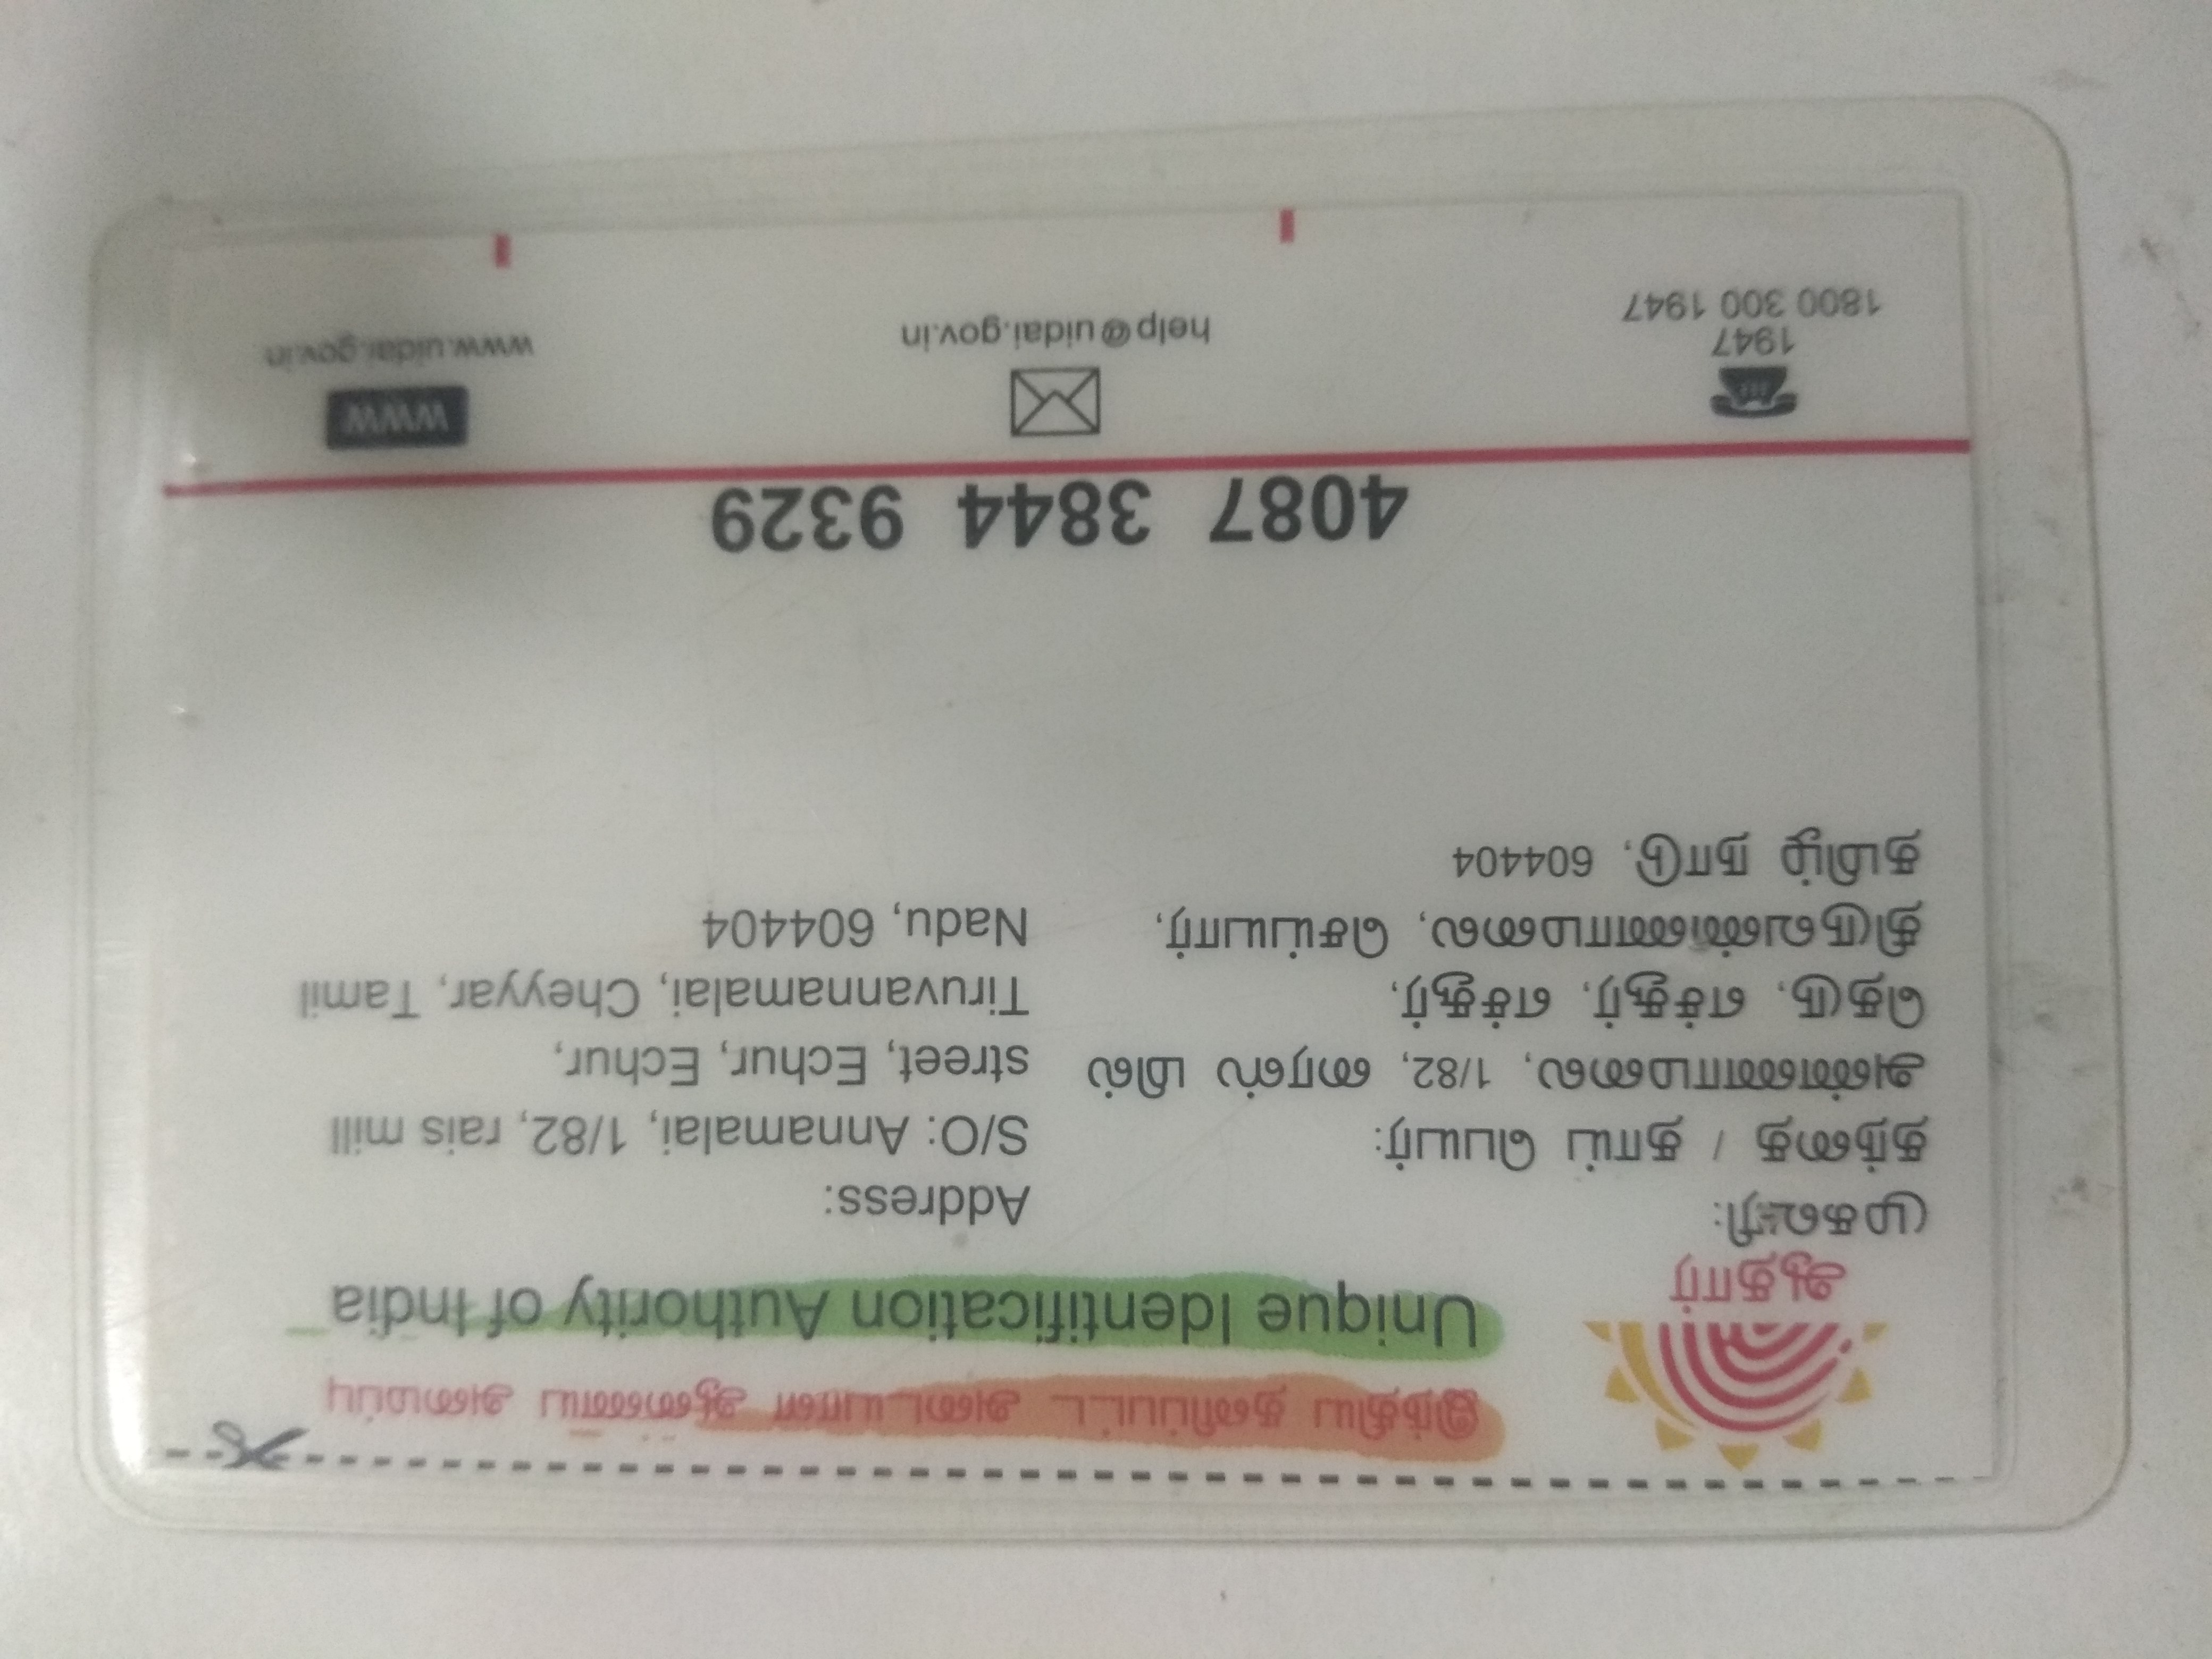 இந்திய தனிப்பட்ட அடையாள ஆணைய அமைப்பு
Unique Identification Authority of India
ஆதார்
முகவரி:
தந்தை / தாய் பெயர்:
அண்ணாமலை, 1/82, ரைஸ் மில்
தெரு, எச்சூர், எச்சூர்,
திருவண்ணாமலை, செய்யார்,
தமிழ் நாடு, 604404
Address:
S/O: Annamalai, 1/82, rais mill
street, Echur, Echur,
Tiruvannamalai, Cheyyar, Tamil
Nadu, 604404
4087 3844 9329
1947
1800 300 1947
help@uidai.gov.in
WWW
www.uidai.gov.in